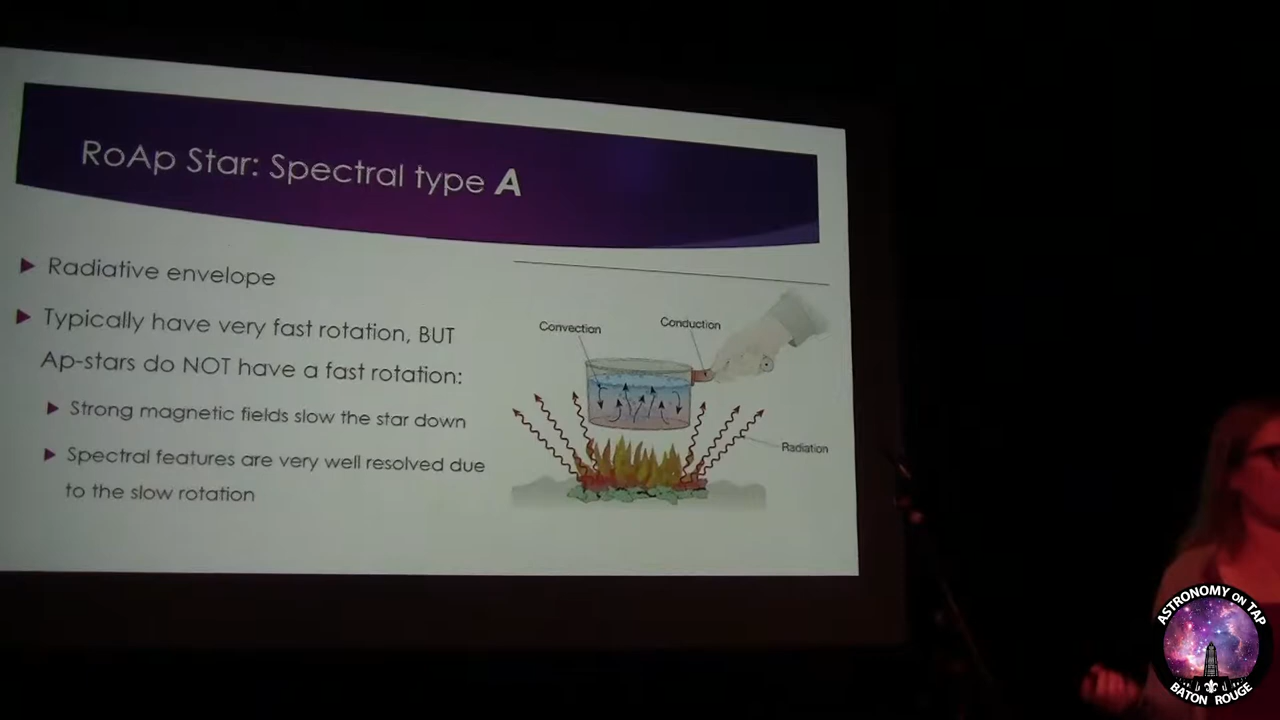 RoAp Star: Spectral type A
Radiative envelope
Typically have very fast rotation, BUT
Ap-stars do NOT have a fast rotation:
Strong magnetic fields slow the star down
Spectral features are very well resolved due
to the slow rotation
Convection
Conduction
Radiation
ASTRONOMY ON TAP
BATON ROUGE